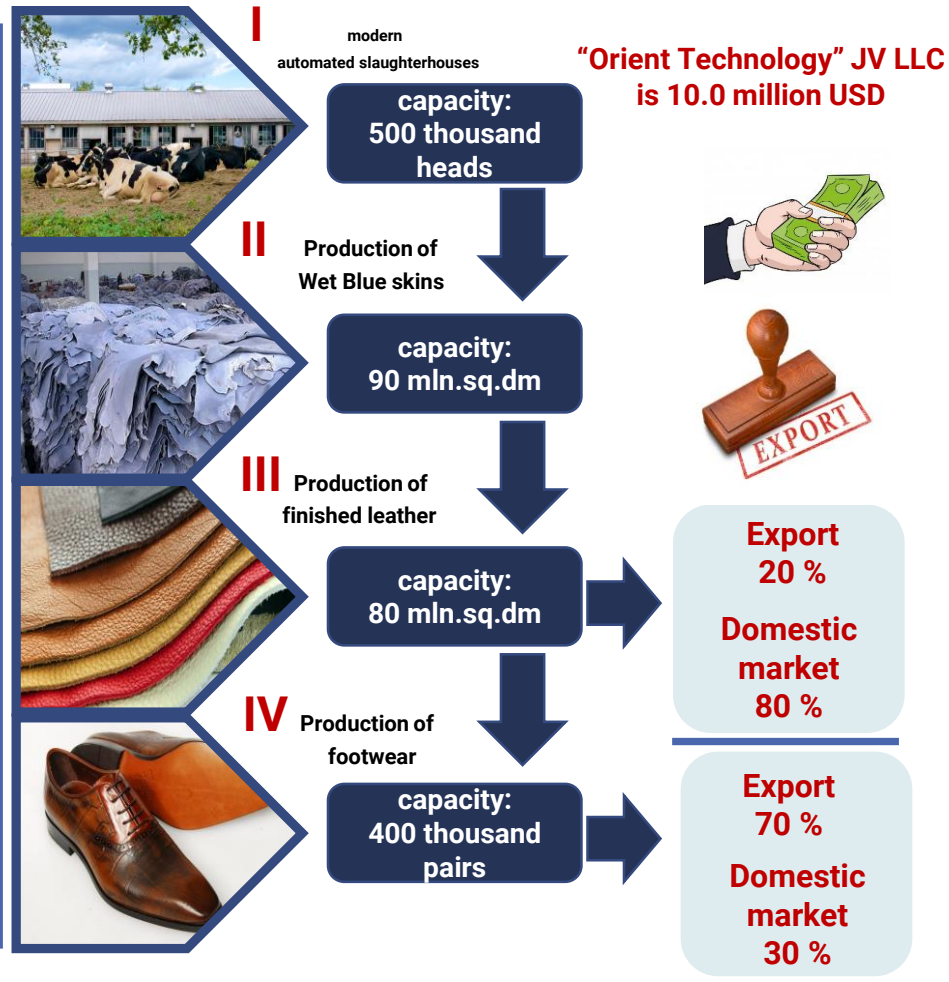 I
modern
automated slaughterhouses
“Orient Technology” JV LLC
is 10.0 million USD
capacity:
500 thousand
heads
II
Production of
Wet Blue skins
capacity:
90 mln.sq.dm
EXPORT
III
Production of
finished leather
capacity:
80 mln.sq.dm
Export
20 %
Domestic
market
80 %
IV
Production of
footwear
capacity:
400 thousand
pairs
Export
70 %
Domestic
market
30 %